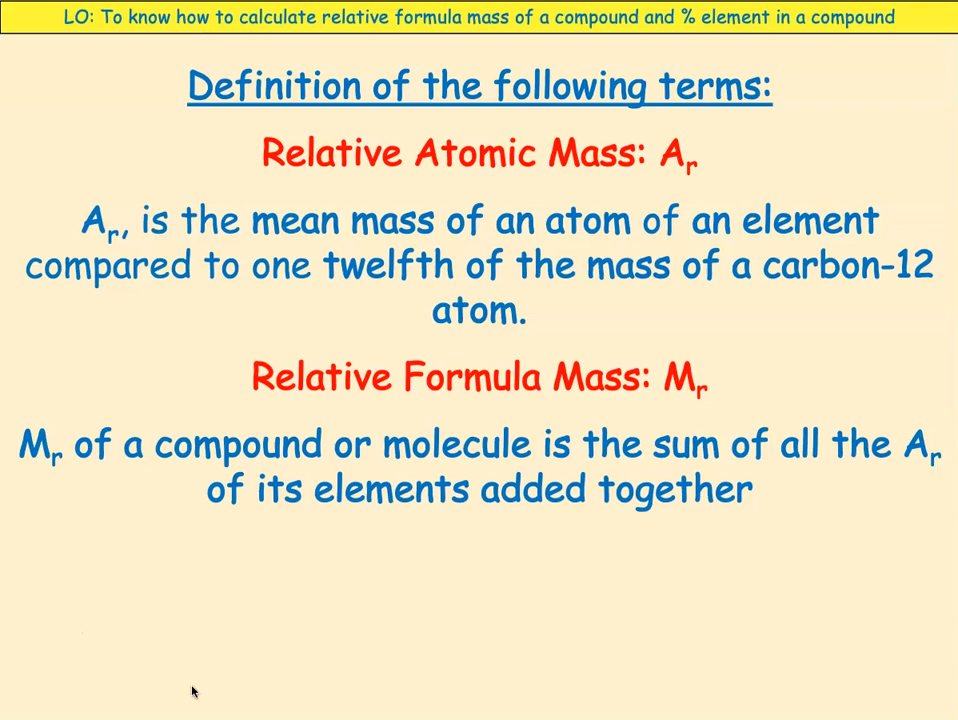 LO: To know how to calculate relative formula mass of a compound and % element in a compound
Definition of the following terms:
Relative Atomic Mass: Aᵣ
Aᵣ, is the mean mass of an atom of an element
compared to one twelfth of the mass of a carbon-12
atom.
Relative Formula Mass: Mᵣ
Mᵣ of a compound or molecule is the sum of all the Aᵣ
of its elements added together